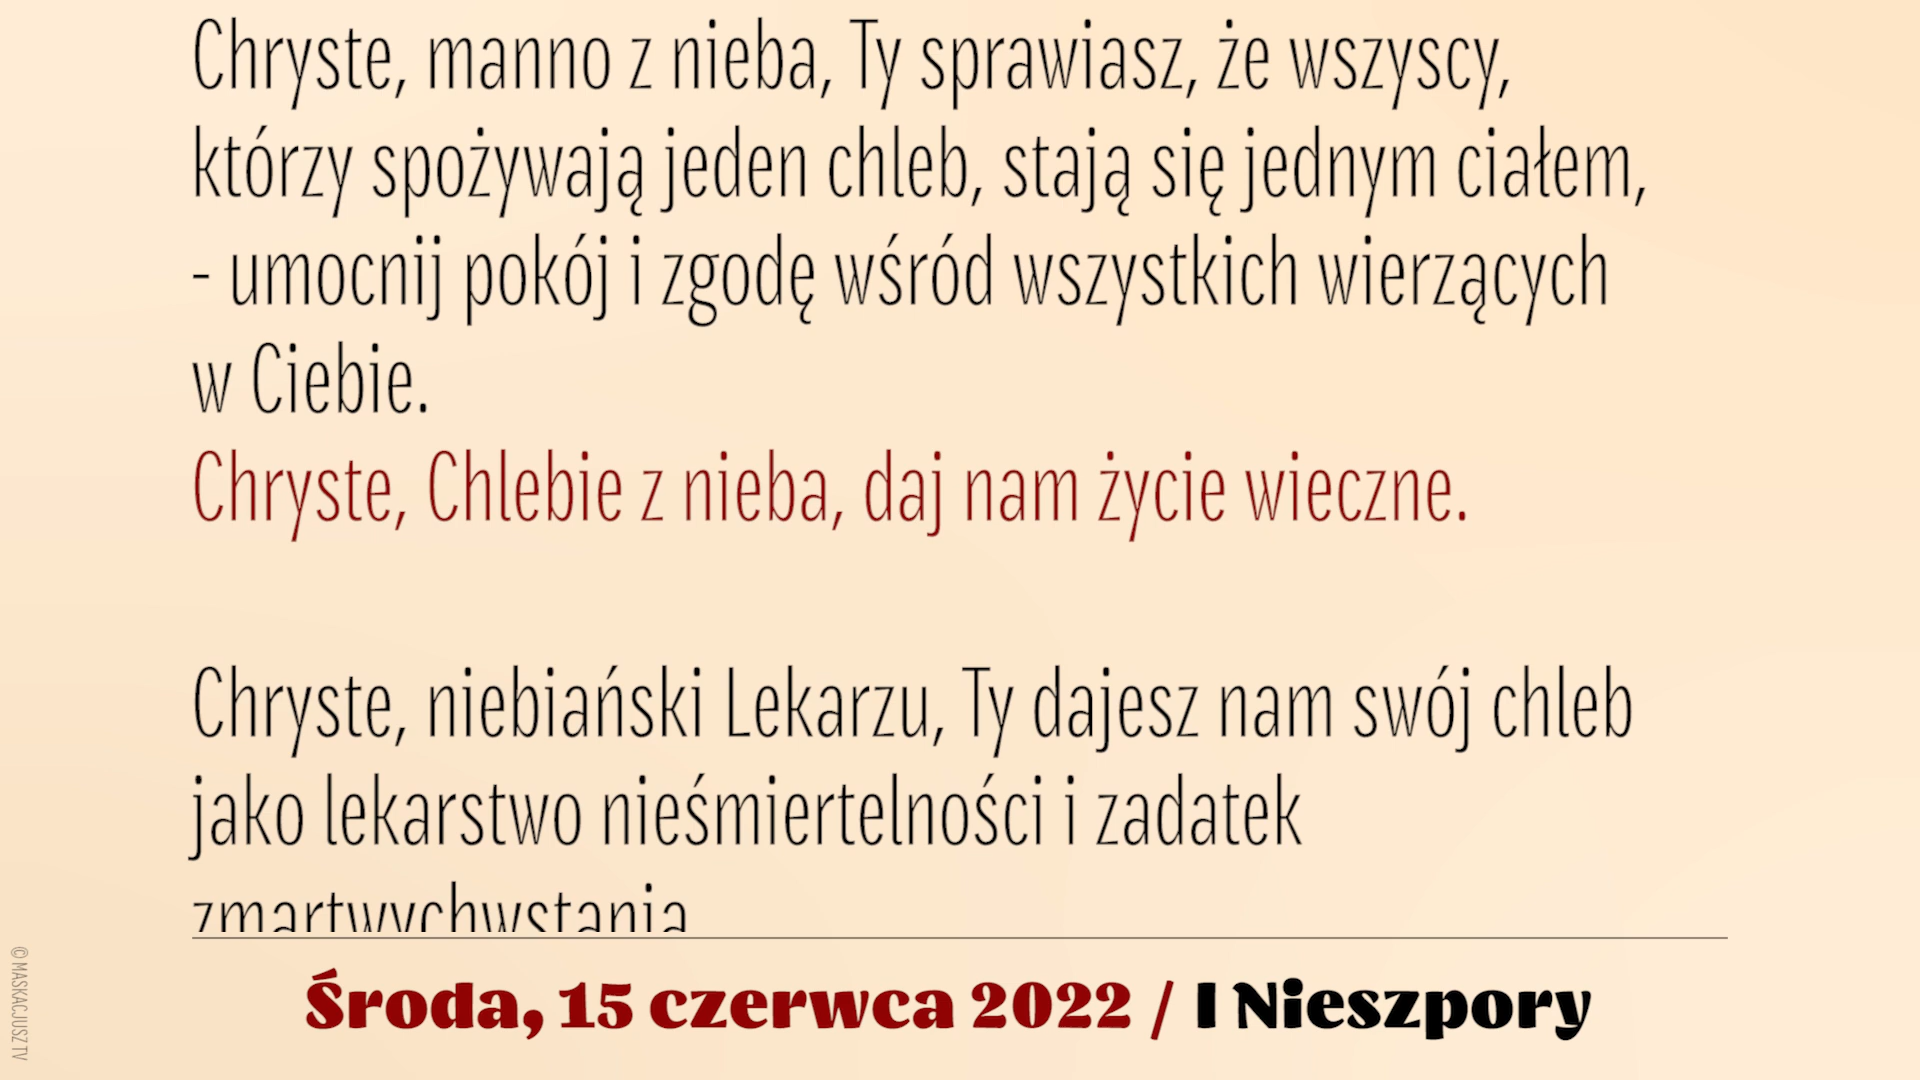 Chryste, manno z nieba, Ty sprawiasz, że wszyscy,
którzy spożywają jeden chleb, stają się jednym ciałem,
- umocnij pokój i zgodę wśród wszystkich wierzących
w Ciebie.
Chryste, Chlebie z nieba, daj nam życie wieczne.
Chryste, niebiański Lekarzu, Ty dajesz nam swój chleb
jako lekarstwo nieśmiertelności i zadatek
zmartwychwstania
Środa, 15 czerwca 2022 / I Nieszpory
© MASKACJUSZ TV